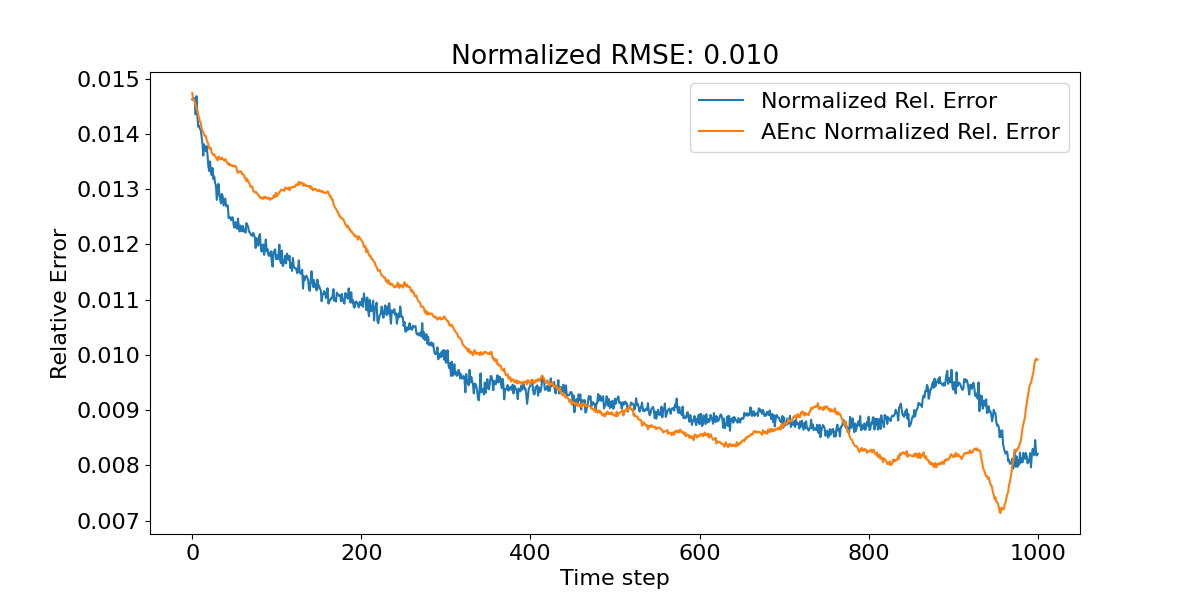 Normalized RMSE: 0.010
Normalized Rel. Error
AEnc Normalized Rel. Error
Relative Error
0.015
0.014
0.013
0.012
0.011
0.010
0.009
0.008
0.007
0 200 400 600 800 1000
Time step